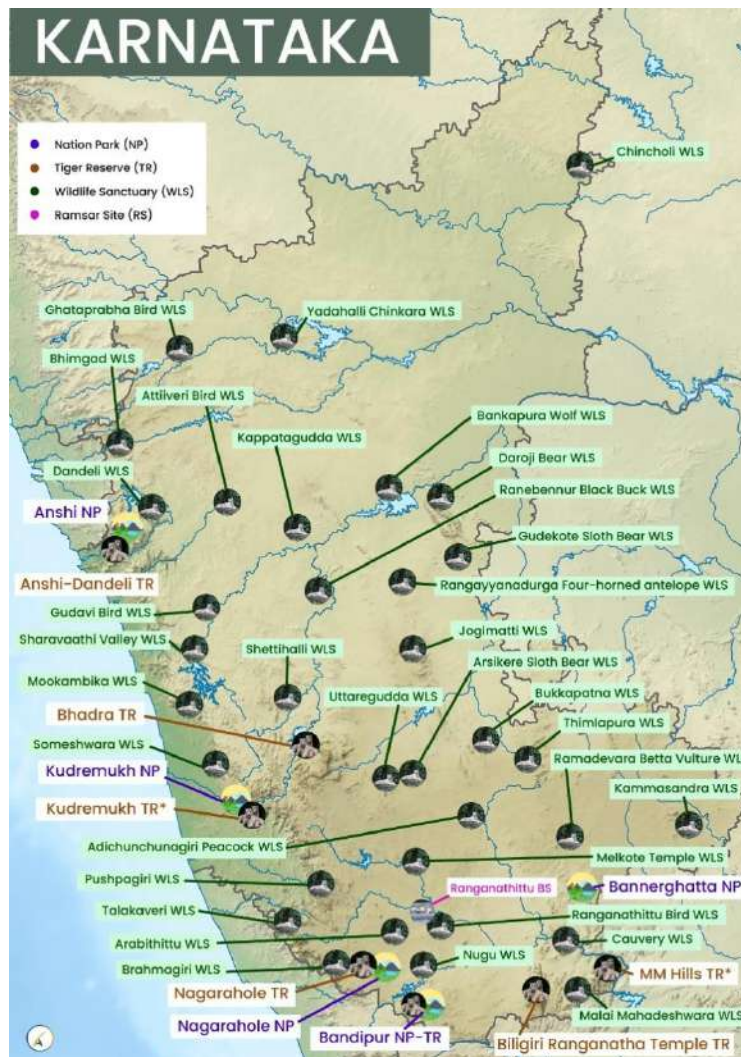 KARNATAKA
Nation Park (NP)
Tiger Reserve (TR)
Wildlife Sanctuary (WLS)
Ramsar Site (RS)
Chincholi WLS
Ghataprabha Bird WLS
Yadahalli Chinkara WLS
Bhimgad WLS
Attiiveri Bird WLS
Bankapura Wolf WLS
Kappatagudda WLS
Daroji Bear WLS
Dandeli WLS
Ranebennur Black Buck WLS
Anshi NP
Gudekote Sloth Bear WLS
Anshi-Dandeli TR
Rangayyanadurga Four-horned antelope WLS
Gudavi Bird WLS
Jogimatti WLS
Sharavaathi Valley WLS
Shettihalli WLS
Arsikere Sloth Bear WLS
Mookambika WLS
Uttaregudda WLS
Bukkapatna WLS
Bhadra TR
Thimlapura WLS
Someshwara WLS
Ramadevara Betta Vulture WL
Kudremukh NP
Kammasandra WLS
Kudremukh TR*
Adichunchunagiri Peacock WLS
Melkote Temple WLS
Pushpagiri WLS
Ranganathittu BS
Bannerghatta NP
Talakaveri WLS
Ranganathittu Bird WLS
Arabithittu WLS
Cauvery WLS
Brahmagiri WLS
Nugu WLS
MM Hills TR*
Nagarahole TR
Nagarahole NP
Malai Mahadeshwara WLS
Bandipur NP-TR
Biligiri Ranganatha Temple TR